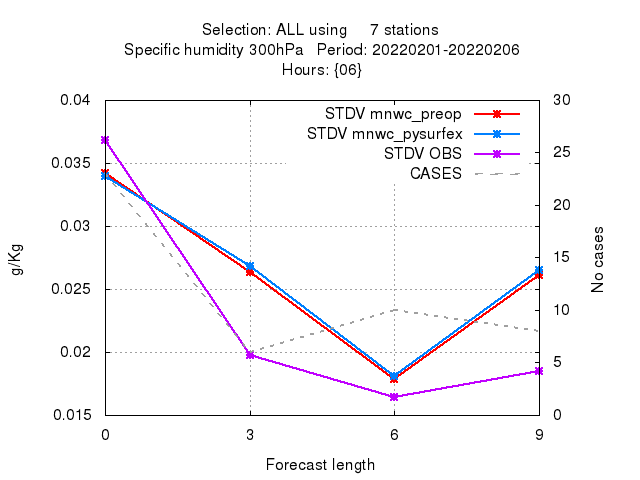 Selection: ALL using     7 stations
Specific humidity 300hPa   Period: 20220201-20220206
Hours: {06}
STDV mnwc_preop
STDV mnwc_pysurfex
STDV OBS
CASES
0.04
0.035
0.03
0.025
0.02
0.015
g/Kg
30
25
20
15
10
5
0
No cases
0
3
6
9
Forecast length